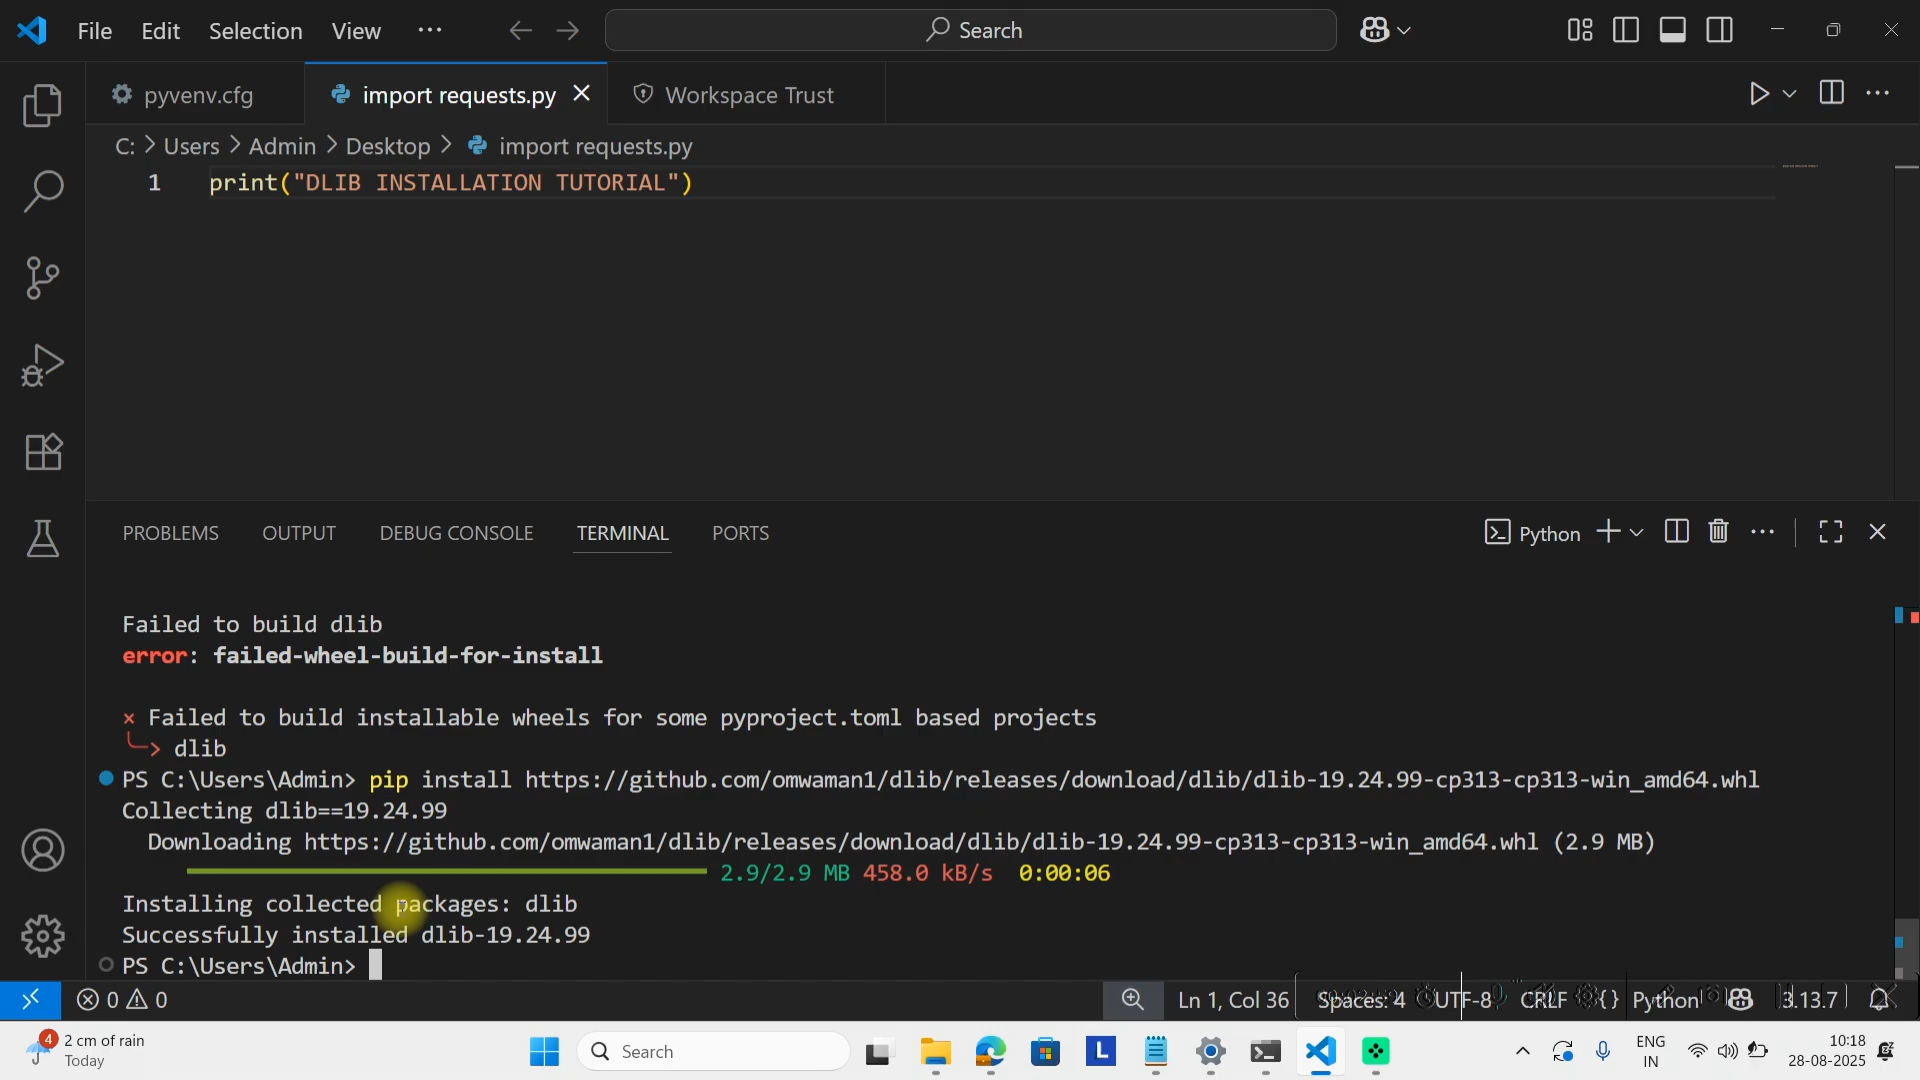 File Edit Selection View ··· Search
pyvenv.cfg import requests.py Workspace Trust
C: > Users > Admin > Desktop > import requests.py
1 print("DLIB INSTALLATION TUTORIAL")
PROBLEMS OUTPUT DEBUG CONSOLE TERMINAL PORTS Python
Failed to build dlib
error: failed-wheel-build-for-install
× Failed to build installable wheels for some pyproject.toml based projects
╰─> dlib
PS C:\Users\Admin> pip install https://github.com/omwaman1/dlib/releases/download/dlib/dlib-19.24.99-cp313-cp313-win_amd64.whl
Collecting dlib==19.24.99
Downloading https://github.com/omwaman1/dlib/releases/download/dlib/dlib-19.24.99-cp313-cp313-win_amd64.whl (2.9 MB)
2.9/2.9 MB 458.0 kB/s 0:00:06
Installing collected packages: dlib
Successfully installed dlib-19.24.99
PS C:\Users\Admin>
0 0 Ln 1, Col 36 Spaces: 4 UTF-8 CRLF {} Python 3.13.7
4 2 cm of rain
Today
Search
L
ENG
IN
10:18
28-08-2025